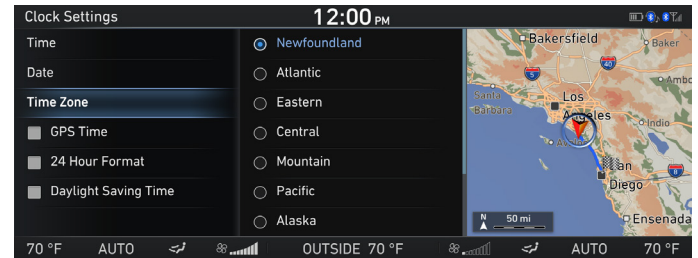 Clock Settings
12:00 PM
Time
Date
Time Zone
GPS Time
24 Hour Format
Daylight Saving Time
Newfoundland
Atlantic
Eastern
Central
Mountain
Pacific
Alaska
Bakersfield
Baker
40
5
Ambo
Santa
Barbara
Los
Angeles
Indio
San
Diego
8
Ensenada
N
50 mi
70 °F
AUTO
OUTSIDE 70 °F
AUTO
70 °F